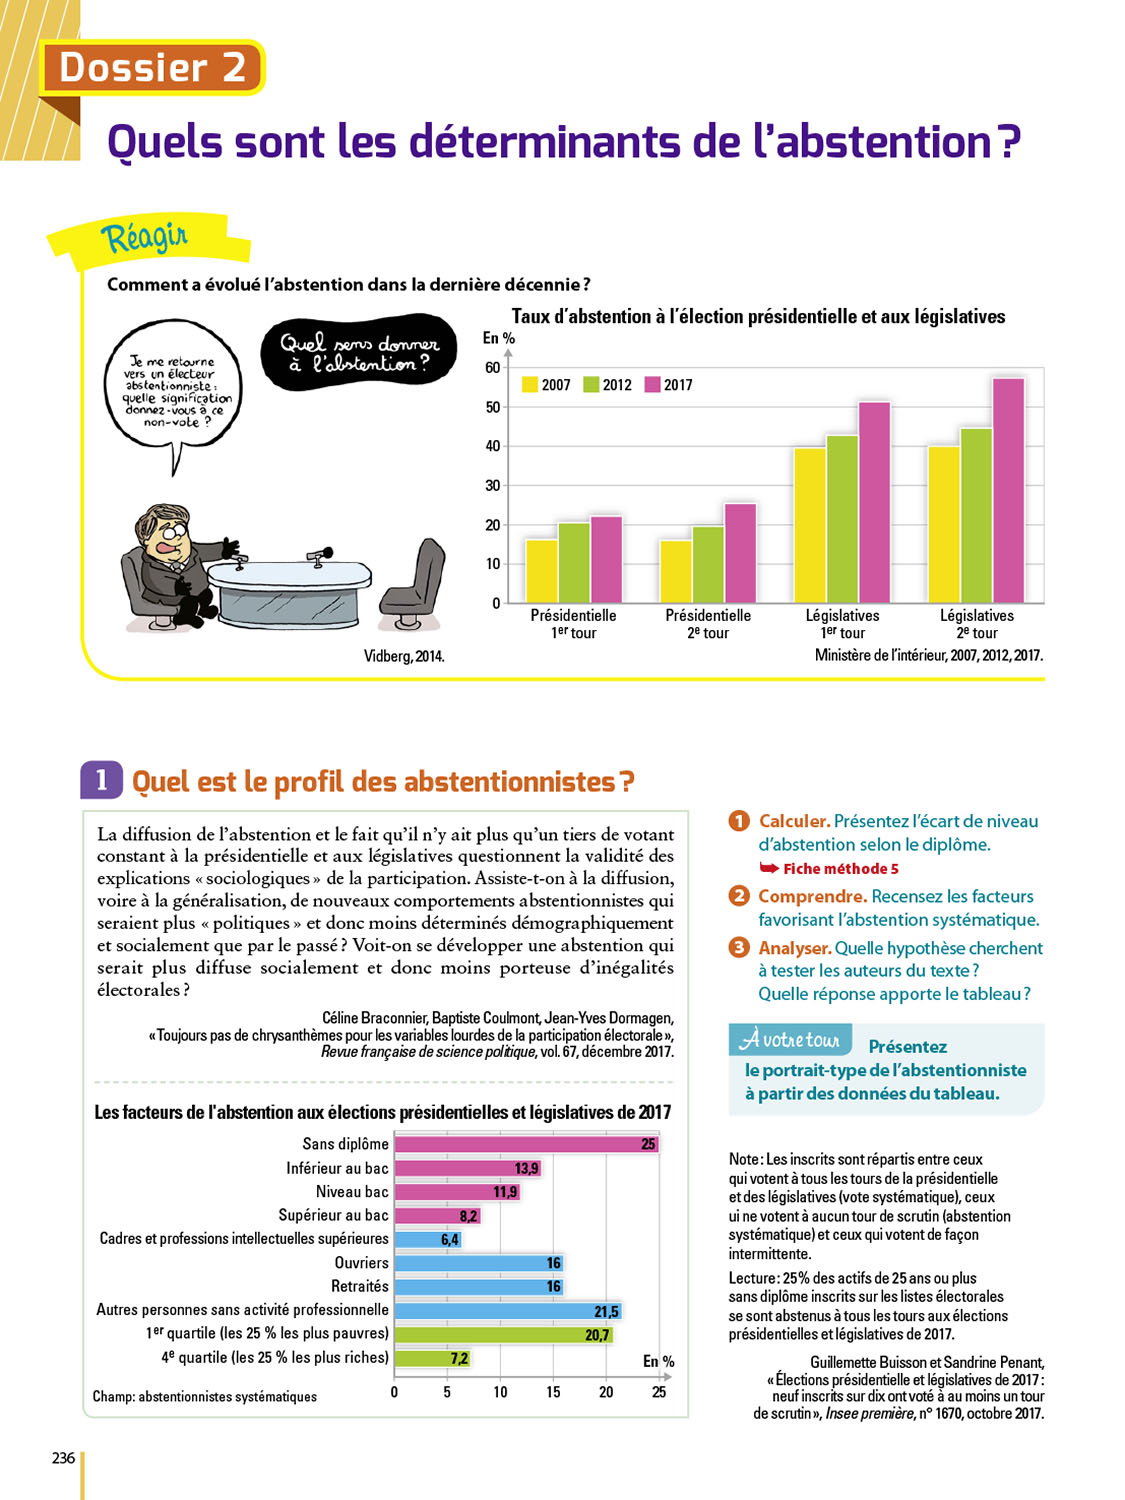 Dossier 2
Quels sont les déterminants de l'abstention ?
Réagir
Comment a évolué l'abstention dans la dernière décennie ?
Je me retourne
vers un électeur
abstentionniste :
quelle signification
donnez-vous à ce
non-vote ?
Quel sens donner
à l'abstention ?
Vidberg, 2014.
Taux d'abstention à l'élection présidentielle et aux législatives
En %
60
50
40
30
20
10
0
2007
2012
2017
Présidentielle
1er tour
Présidentielle
2e tour
Législatives
1er tour
Législatives
2e tour
Ministère de l'intérieur, 2007, 2012, 2017.
1 Quel est le profil des abstentionnistes ?
La diffusion de l'abstention et le fait qu'il n'y ait plus qu'un tiers de votant
constant à la présidentielle et aux législatives questionnent la validité des
explications « sociologiques » de la participation. Assiste-t-on à la diffusion,
voire à la généralisation, de nouveaux comportements abstentionnistes qui
seraient plus « politiques » et donc moins déterminés démographiquement
et socialement que par le passé ? Voit-on se développer une abstention qui
serait plus diffuse socialement et donc moins porteuse d'inégalités
électorales ?
Céline Braconnier, Baptiste Coulmont, Jean-Yves Dormagen,
« Toujours pas de chrysanthèmes pour les variables lourdes de la participation électorale »,
Revue française de science politique, vol. 67, décembre 2017.
Les facteurs de l'abstention aux élections présidentielles et législatives de 2017
Sans diplôme 25
Inférieur au bac 13,9
Niveau bac 11,9
Supérieur au bac 8,2
Cadres et professions intellectuelles supérieures 6,4
Ouvriers 16
Retraités 16
Autres personnes sans activité professionnelle 21,5
1er quartile (les 25 % les plus pauvres) 20,7
4e quartile (les 25 % les plus riches) 7,2
En %
0 5 10 15 20 25
Champ: abstentionnistes systématiques
1 Calculer. Présentez l'écart de niveau
d'abstention selon le diplôme.
Fiche méthode 5
2 Comprendre. Recensez les facteurs
favorisant l'abstention systématique.
3 Analyser. Quelle hypothèse cherchent
à tester les auteurs du texte ?
Quelle réponse apporte le tableau ?
À votre tour Présentez
le portrait-type de l'abstentionniste
à partir des données du tableau.
Note : Les inscrits sont répartis entre ceux
qui votent à tous les tours de la présidentielle
et des législatives (vote systématique), ceux
ui ne votent à aucun tour de scrutin (abstention
systématique) et ceux qui votent de façon
intermittente.
Lecture : 25% des actifs de 25 ans ou plus
sans diplôme inscrits sur les listes électorales
se sont abstenus à tous les tours aux élections
présidentielles et législatives de 2017.
Guillemette Buisson et Sandrine Penant,
« Élections présidentielle et législatives de 2017 :
neuf inscrits sur dix ont voté à au moins un tour
de scrutin », Insee première, n° 1670, octobre 2017.
236